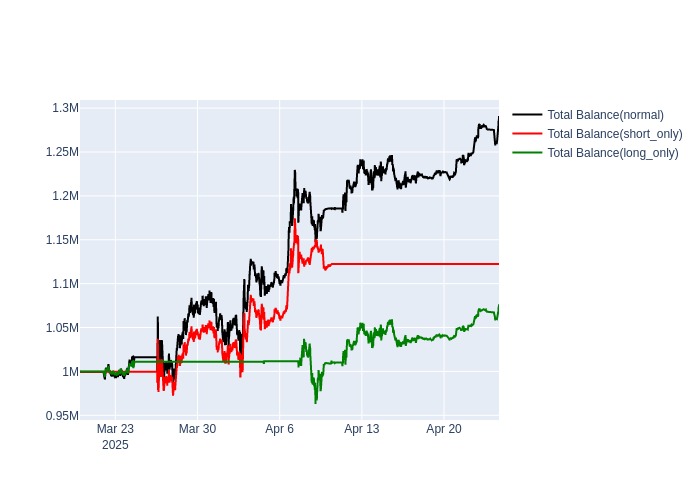 1.3M
1.25M
1.2M
1.15M
1.1M
1.05M
1M
0.95M
Mar 23
2025
Mar 30
Apr 6
Apr 13
Apr 20
Total Balance(normal)
Total Balance(short_only)
Total Balance(long_only)